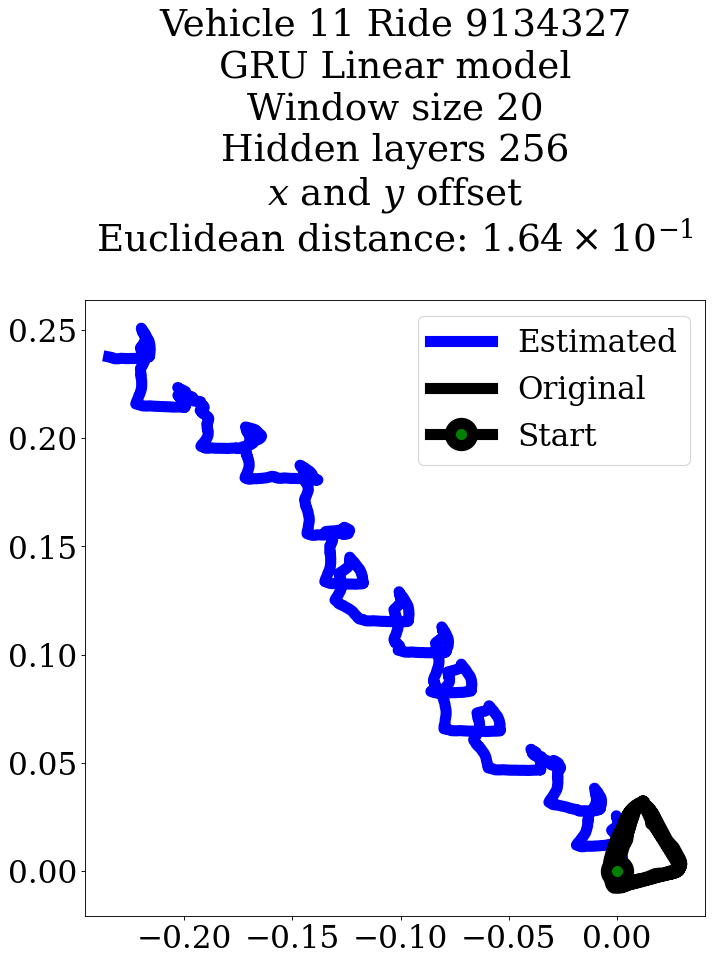 Vehicle 11 Ride 9134327
GRU Linear model
Window size 20
Hidden layers 256
x and y offset
Euclidean distance: 1.64 × 10⁻¹
Estimated
Original
Start
0.25
0.20
0.15
0.10
0.05
0.00
−0.20 −0.15 −0.10 −0.05 0.00